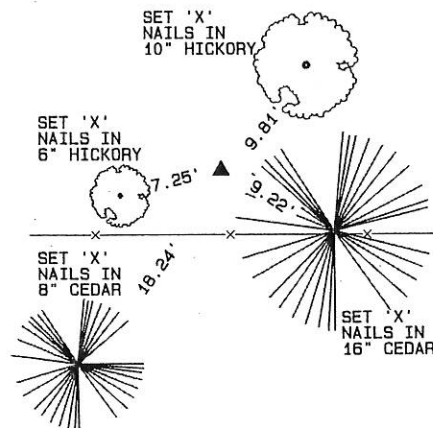 SET 'X'
NAILS IN
10" HICKORY
9.81'
SET 'X'
NAILS IN
6" HICKORY
7.25'
19.22'
SET 'X'
NAILS IN
8" CEDAR
18.24'
SET 'X'
NAILS IN
16" CEDAR